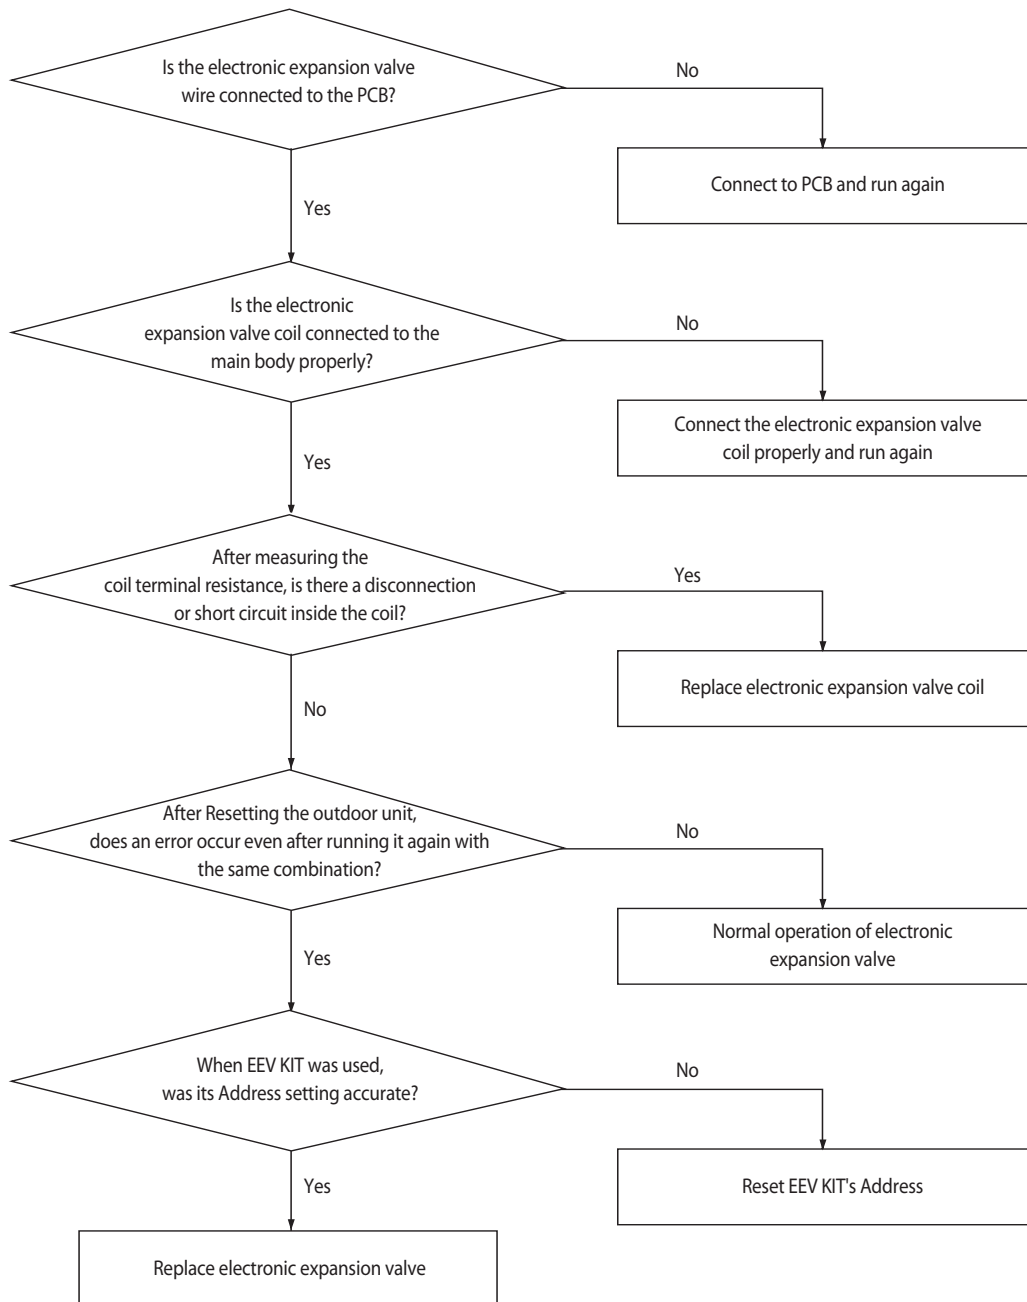 Is the electronic expansion valve
wire connected to the PCB?
No
Connect to PCB and run again
Yes
Is the electronic
expansion valve coil connected to the
main body properly?
No
Connect the electronic expansion valve
coil properly and run again
Yes
After measuring the
coil terminal resistance, is there a disconnection
or short circuit inside the coil?
Yes
Replace electronic expansion valve coil
No
After Resetting the outdoor unit,
does an error occur even after running it again with
the same combination?
No
Normal operation of electronic
expansion valve
Yes
When EEV KIT was used,
was its Address setting accurate?
No
Reset EEV KIT's Address
Yes
Replace electronic expansion valve